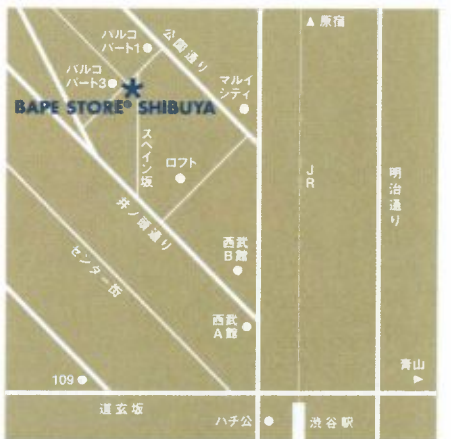 ▲ 原宿
パルコ
パート1
公園通り
パルコ
パート3
マルイ
シティ
BAPE STORE® SHIBUYA
スペイン坂
ロフト
JR
明治通り
井ノ頭通り
センター街
西武
B館
西武
A館
109
青山
▶
道玄坂
ハチ公
渋谷駅